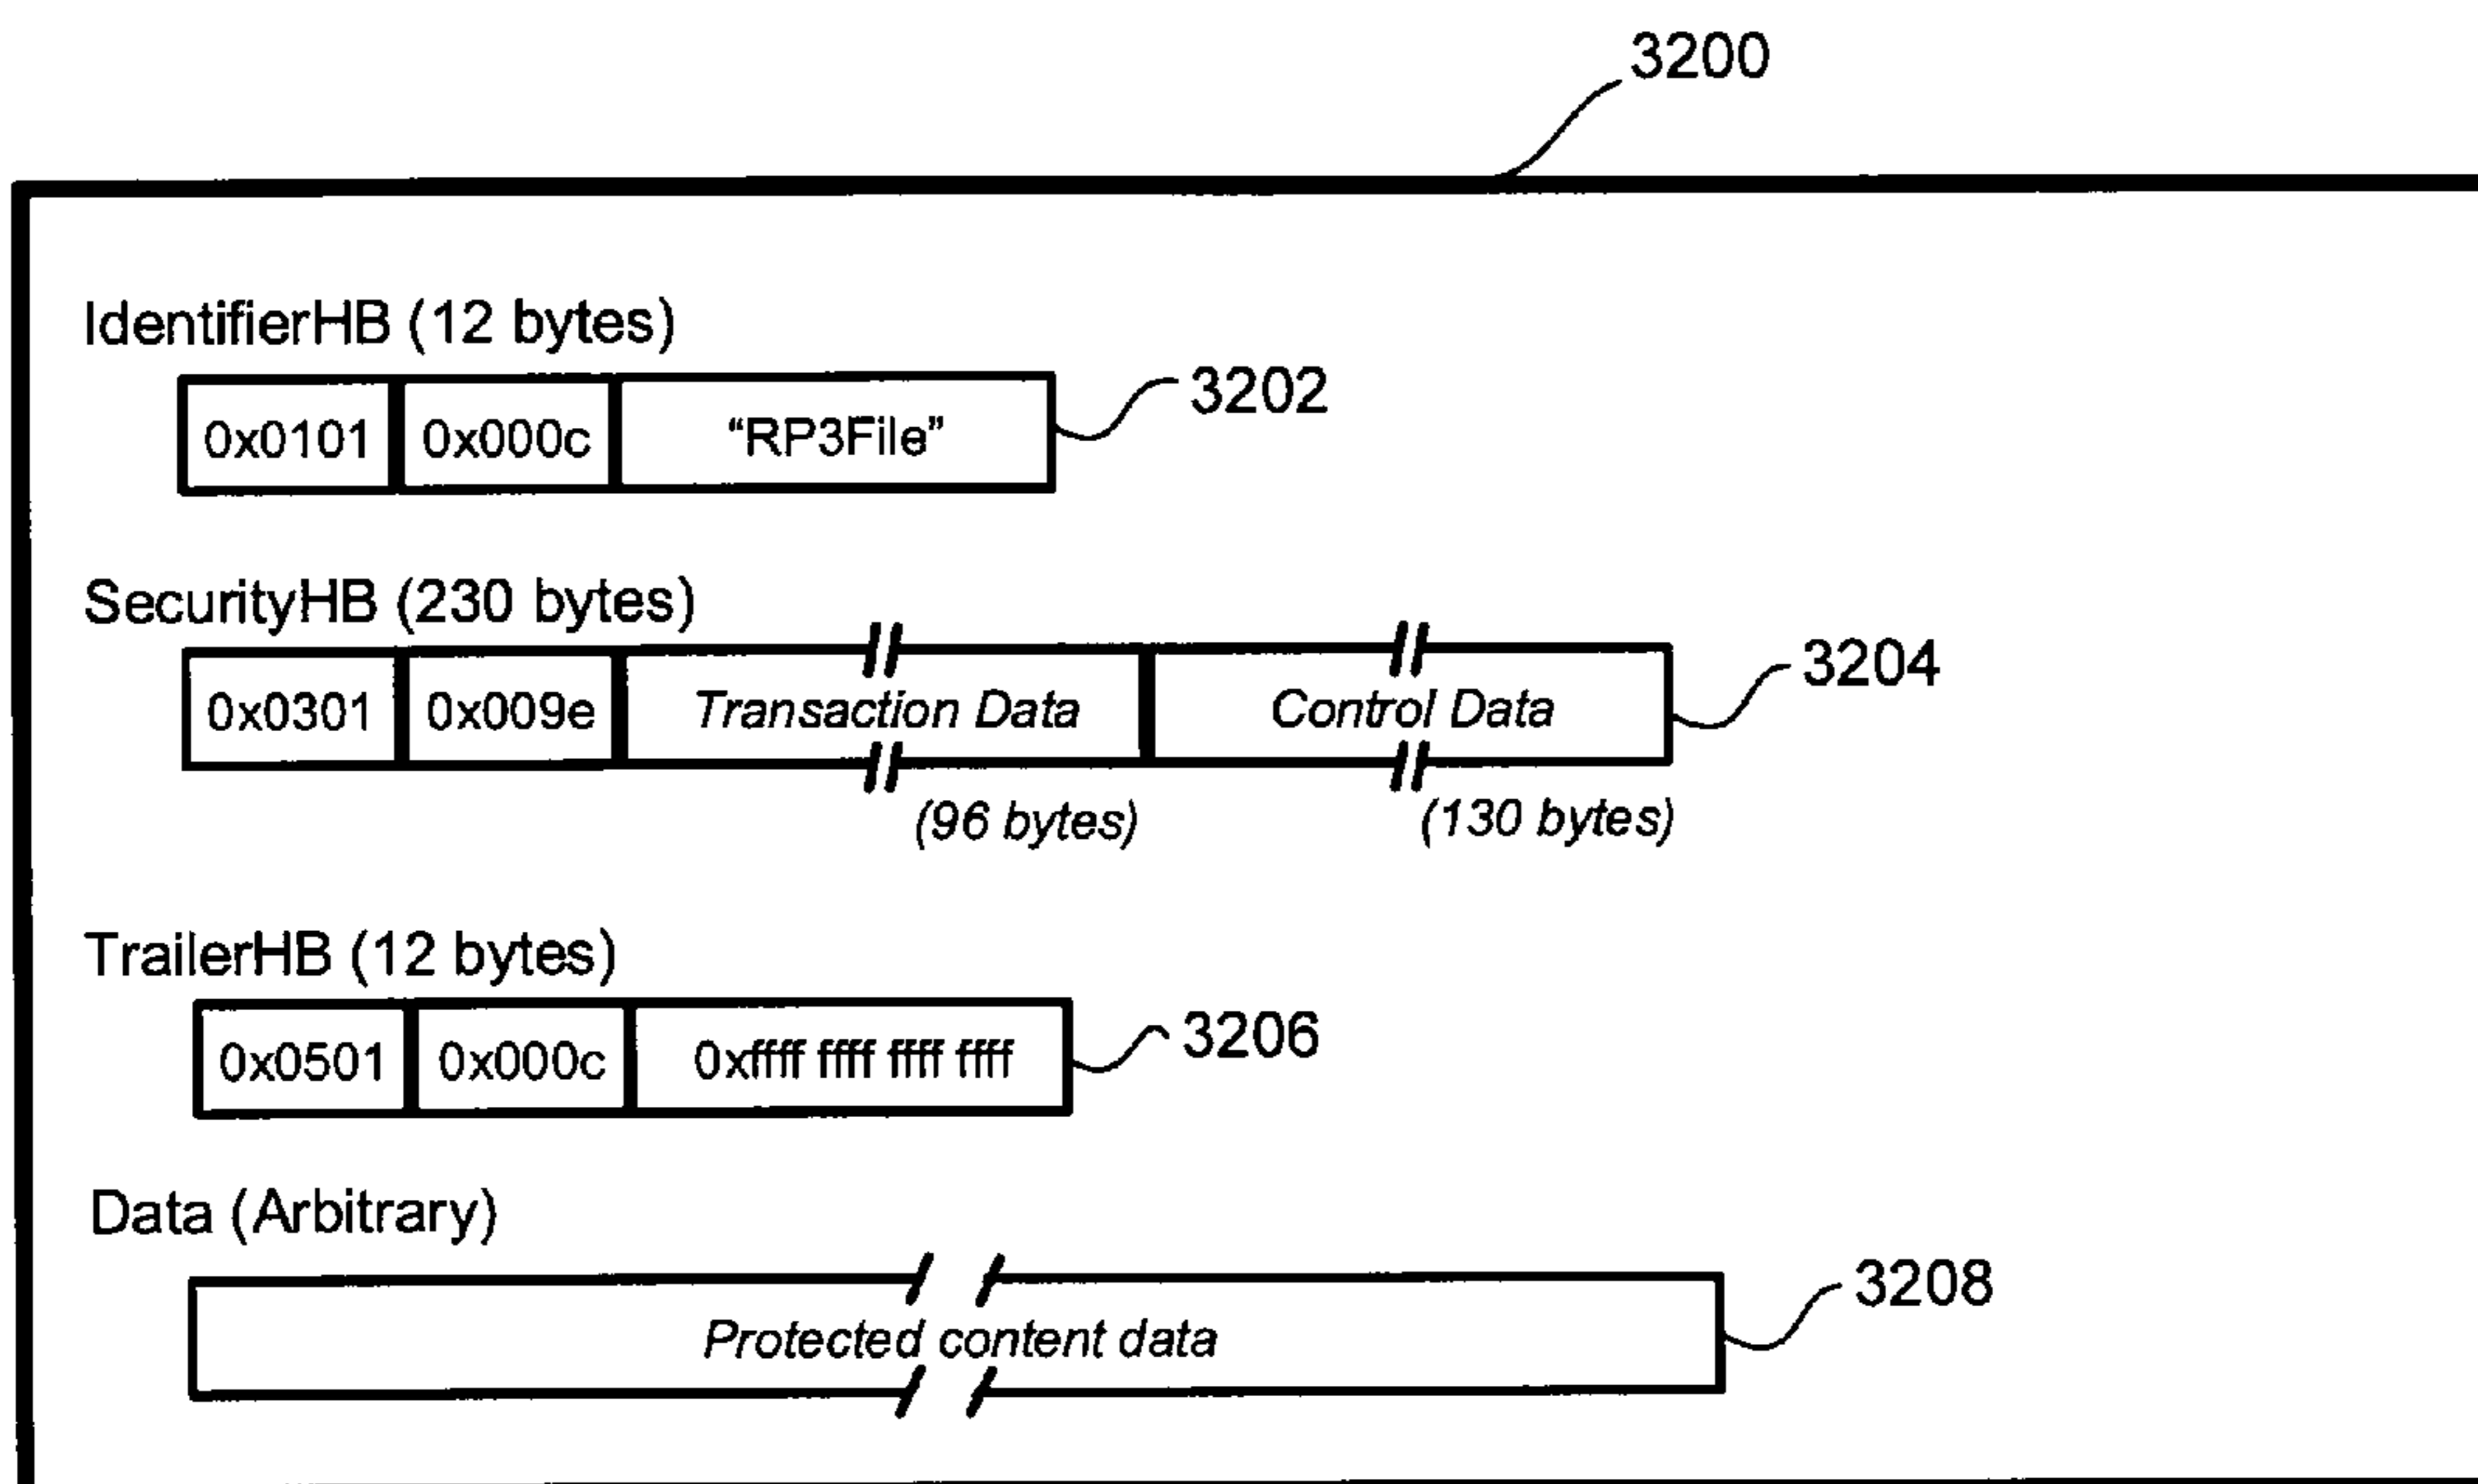 3200
IdentifierHB (12 bytes)
0x0101 0x000c “RP3File” 3202
SecurityHB (230 bytes)
0x0301 0x009e Transaction Data Control Data 3204
(96 bytes) (130 bytes)
TrailerHB (12 bytes)
0x0501 0x000c 0xffff ffff ffff ffff 3206
Data (Arbitrary)
Protected content data 3208